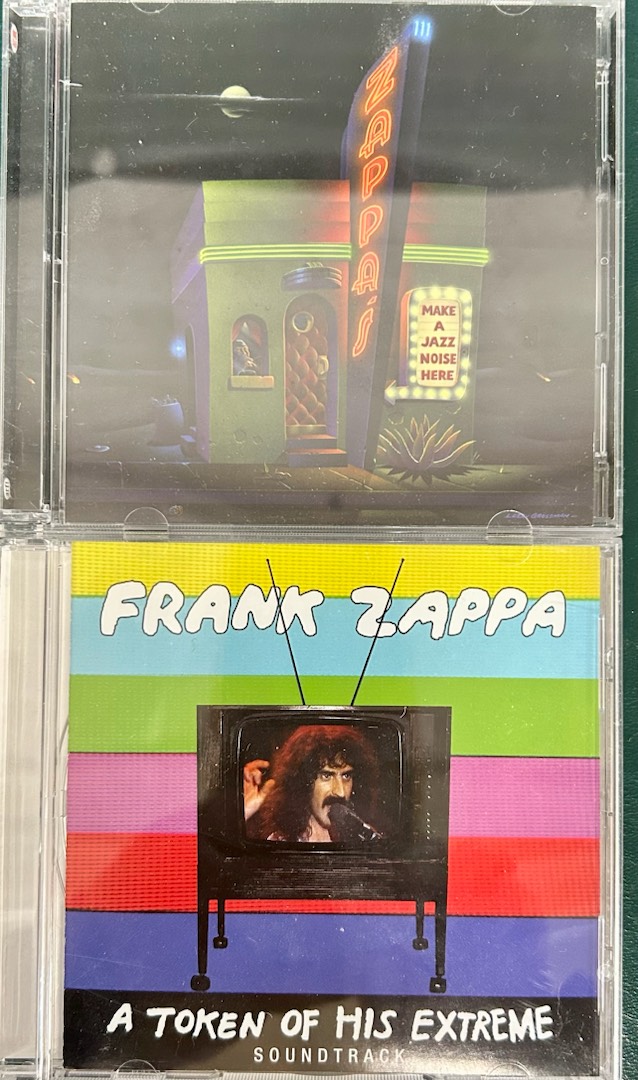 ZAPPA'S
MAKE
A
JAZZ
NOISE
HERE
FRANK ZAPPA
A TOKEN OF HIS EXTREME
SOUNDTRACK